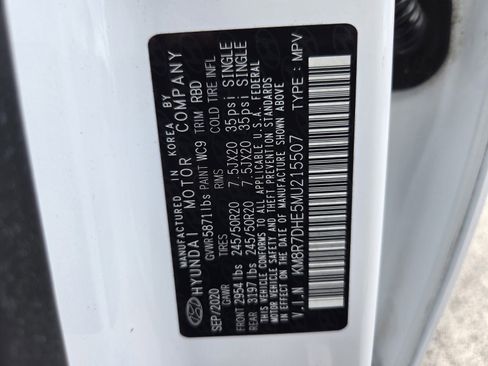 MANUFACTURED IN KOREA BY
HYUNDAI MOTOR COMPANY
GVWR 5871lbs PAINT WC9 TRIM RBD
SEP/2020 GAWR TIRES RIMS COLD TIRE INFL
FRONT 2954 lbs 245/50R20 7.5JX20 35psi SINGLE
REAR 3197 lbs 245/50R20 7.5JX20 35psi SINGLE
THIS VEHICLE CONFORMS TO ALL APPLICABLE U.S.A. FEDERAL
MOTOR VEHICLE SAFETY AND THEFT PREVENTION STANDARDS
IN EFFECT ON THE DATE OF MANUFACTURE SHOWN ABOVE
V.I.N KM8R7DHE5MU215507 TYPE : MPV